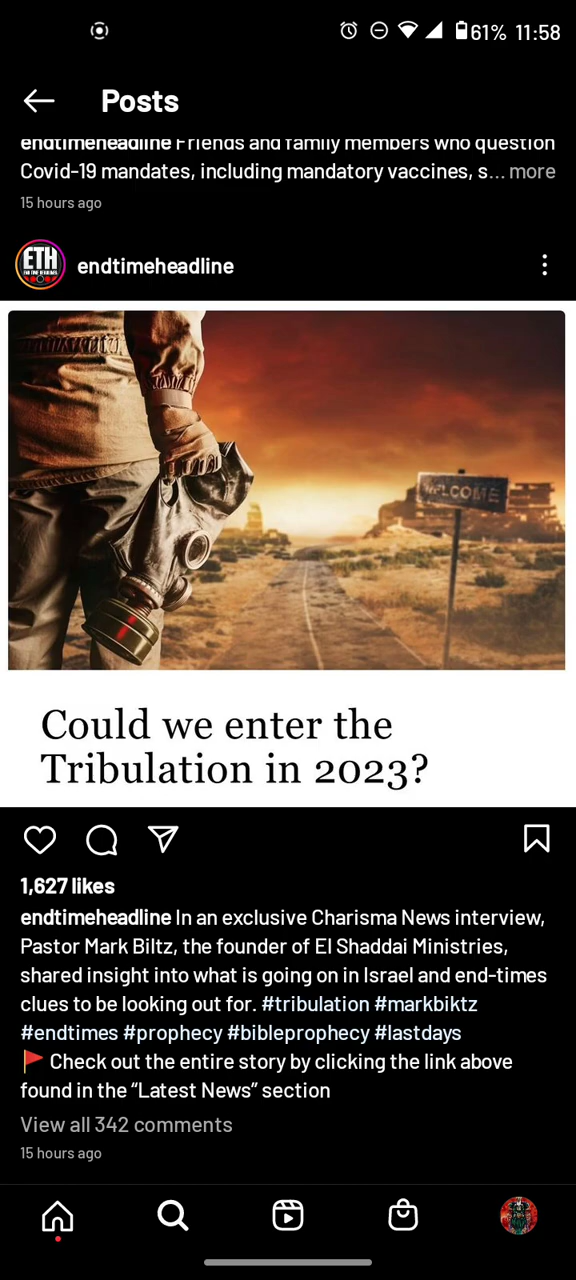 61% 11:58
Posts
endtimeheadline Friends and family members who question
Covid-19 mandates, including mandatory vaccines, s... more
15 hours ago
ETH
endtimeheadline
WELCOME
Could we enter the
Tribulation in 2023?
1,627 likes
endtimeheadline In an exclusive Charisma News interview,
Pastor Mark Biltz, the founder of El Shaddai Ministries,
shared insight into what is going on in Israel and end-times
clues to be looking out for. #tribulation #markbiktz
#endtimes #prophecy #bibleprophecy #lastdays
🚩 Check out the entire story by clicking the link above
found in the “Latest News” section
View all 342 comments
15 hours ago